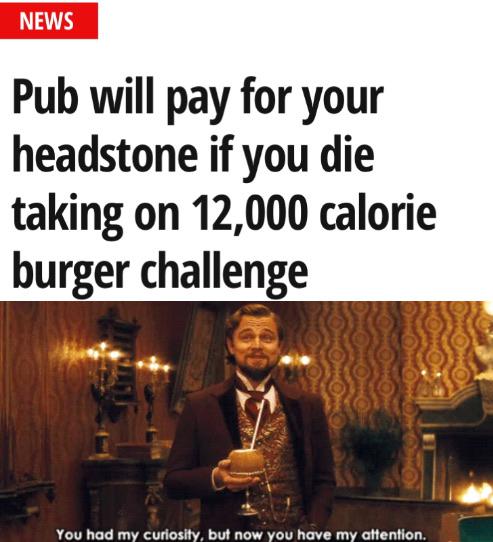 NEWS
Pub will pay for your
headstone if you die
taking on 12,000 calorie
burger challenge
You had my curiosity, but now you have my attention.